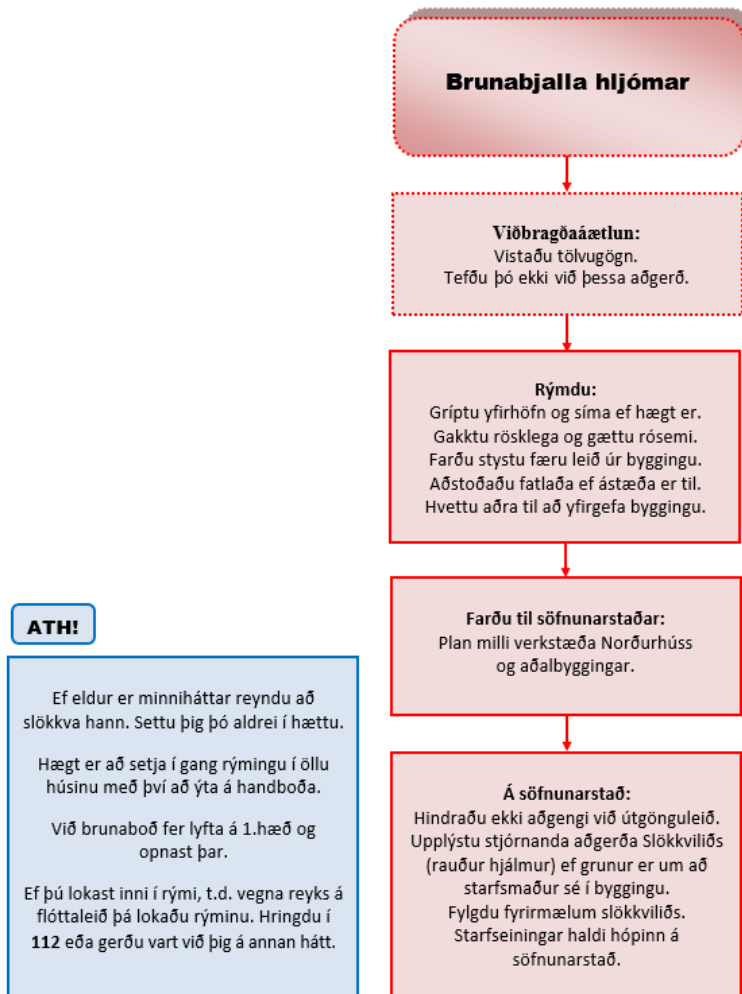 Brunabjalla hljómar
Viðbragðaáætlun:
Vistaðu tölvugögn.
Tefðu þó ekki við þessa aðgerð.
Rýmdu:
Gríptu yfirhöfn og síma ef hægt er.
Gakktu rösklega og gættu rósemi.
Farðu stystu færu leið úr byggingu.
Aðstoðaðu fatlaða ef ástæða er til.
Hvettu aðra til að yfirgefa byggingu.
Farðu til söfnunarstaðar:
Plan milli verkstæða Norðurhúss
og aðalbyggingar.
Á söfnunarstað:
Hindraðu ekki aðgengi við útgönguleið.
Upplýstu stjórnanda aðgerða Slökkviliðs
(rauður hjálmur) ef grunur er um að
starfsmaður sé í byggingu.
Fylgdu fyrirmælum slökkviliðs.
Starfseiningar haldi hópinn á
söfnunarstað.
ATH!
Ef eldur er minniháttar reyndu að
slökkva hann. Settu þig þó aldrei í hættu.
Hægt er að setja í gang rýmingu í öllu
húsinu með því að ýta á handboða.
Við brunaboð fer lyfta á 1.hæð og
opnast þar.
Ef þú lokast inni í rými, t.d. vegna reyks á
flóttaleið þá lokaðu rýminu. Hringdu í
112 eða gerðu vart við þig á annan hátt.